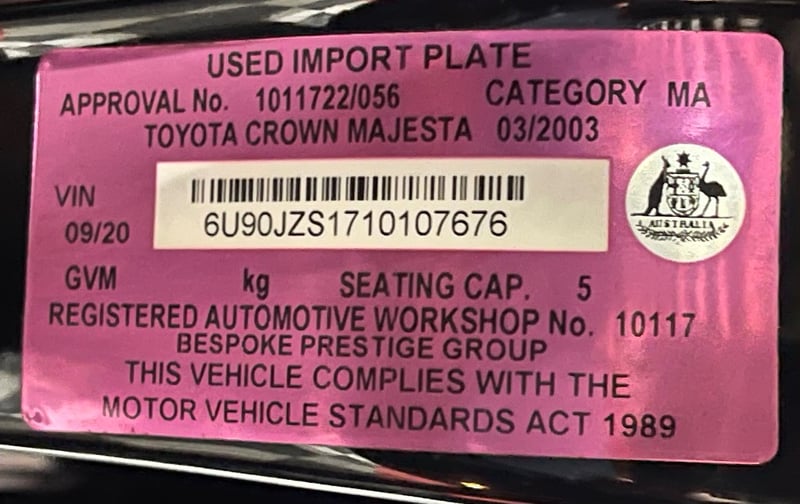 USED IMPORT PLATE
APPROVAL No. 1011722/056 CATEGORY MA
TOYOTA CROWN MAJESTA 03/2003
VIN
6U90JZS1710107676
09/20
AUSTRALIA
GVM kg SEATING CAP. 5
REGISTERED AUTOMOTIVE WORKSHOP No. 10117
BESPOKE PRESTIGE GROUP
THIS VEHICLE COMPLIES WITH THE
MOTOR VEHICLE STANDARDS ACT 1989